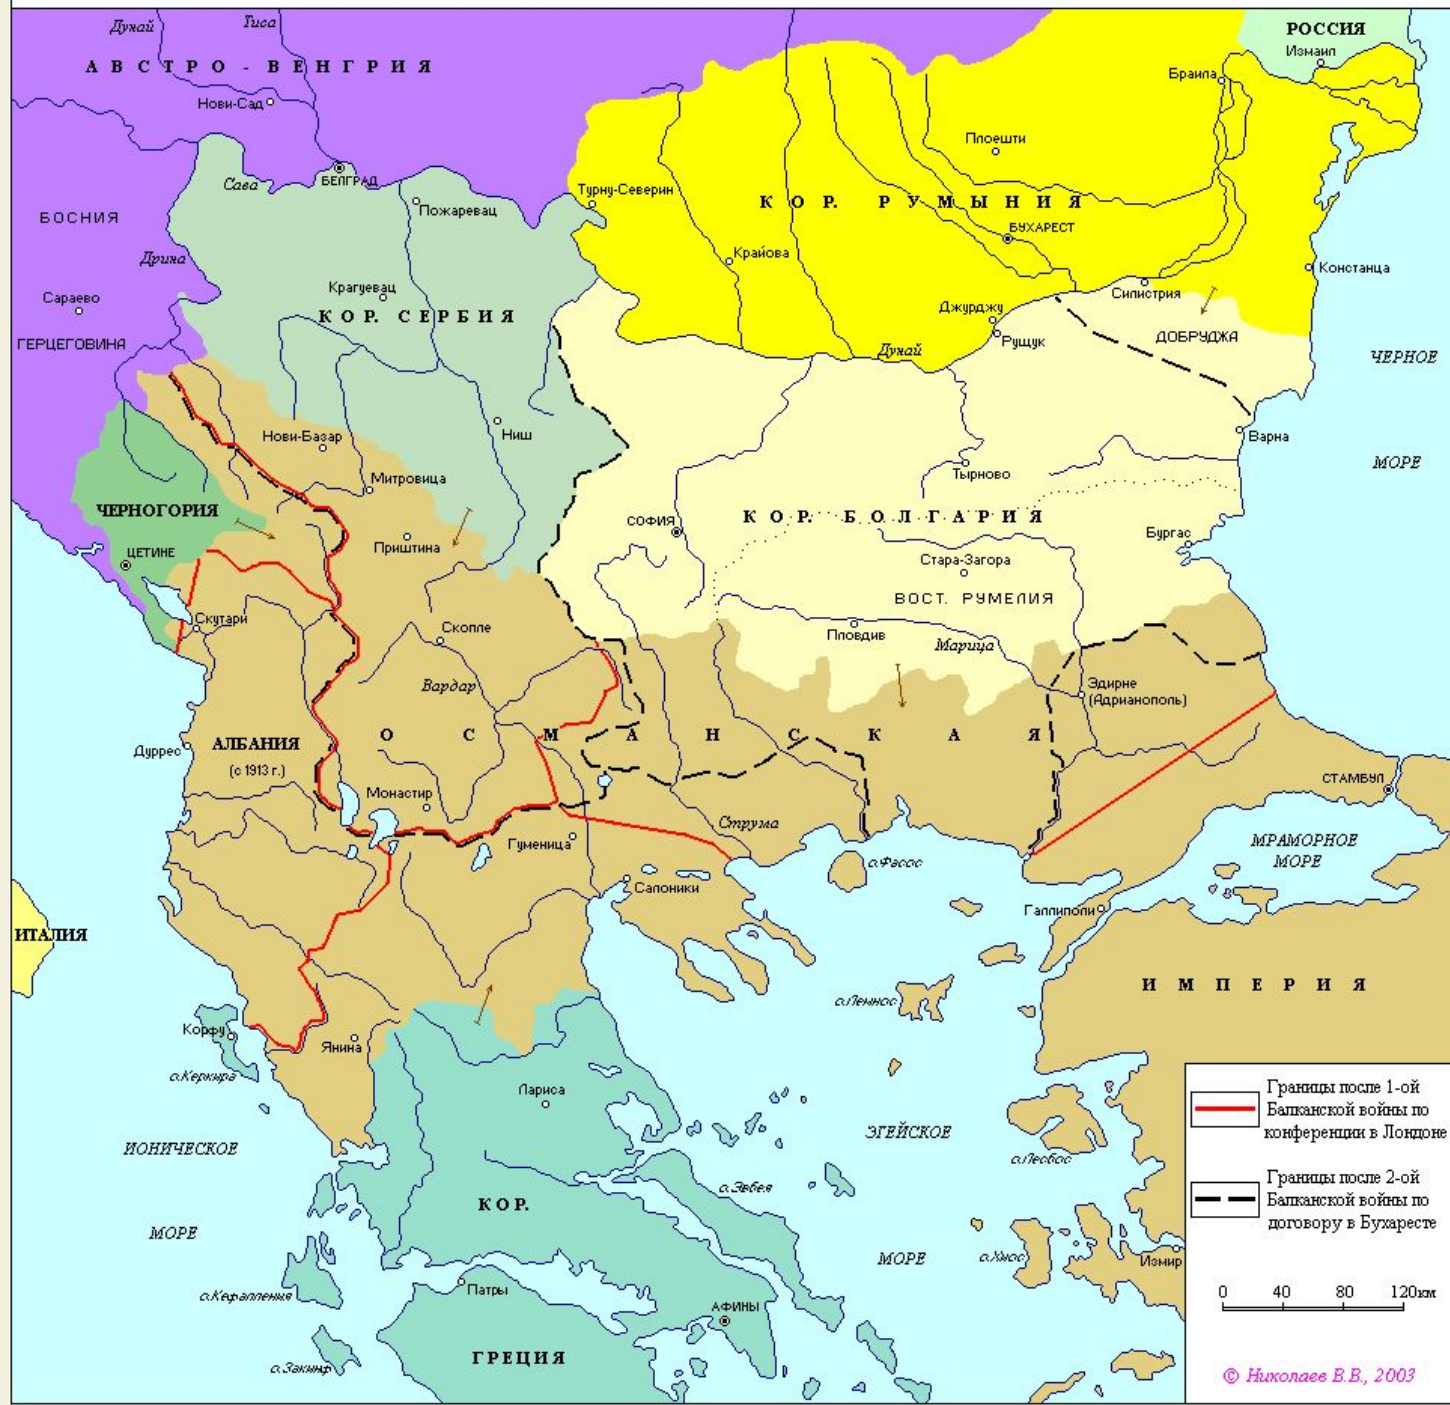 Дунай
Тиса
РОССИЯ
Измаил
АВСТРО-ВЕНГРИЯ
Браила
Нови-Сад
Плоешти
БЕЛГРАД
Сава
Турну-Северин
КОР. РУМЫНИЯ
Пожаревац
БОСНИЯ
БУХАРЕСТ
Дрина
Крайова
Констанца
Сараево
Крагуевац
Силистрия
КОР. СЕРБИЯ
Джурджу
ГЕРЦЕГОВИНА
Рущук
ДОБРУДЖА
Дунай
ЧЕРНОЕ
МОРЕ
Нови-Базар
Ниш
Варна
Митровица
Тырново
ЧЕРНОГОРИЯ
СОФИЯ
КОР. БОЛГАРИЯ
Бургас
ЦЕТИНЕ
Приштина
Стара-Загора
ВОСТ. РУМЕЛИЯ
Скутари
Скопле
Пловдив
Марица
Вардар
Эдирне
(Адрианополь)
Дуррес
АЛБАНИЯ
(с 1913 г.)
ОСМАНСКАЯ
СТАМБУЛ
Монастир
Струма
Гуменица
МРАМОРНОЕ
МОРЕ
о.Фасос
Салоники
Галлиполи
ИТАЛИЯ
ИМПЕРИЯ
о.Лемнос
Корфу
Янина
о.Керкира
Лариса
ИОНИЧЕСКОЕ
МОРЕ
ЭГЕЙСКОЕ
МОРЕ
о.Лесбос
о.Эвбея
КОР.
ГРЕЦИЯ
о.Хиос
Измир
о.Кефалления
Патры
АФИНЫ
о.Закинф
Границы после 1-ой
Балканской войны по
конференции в Лондоне
Границы после 2-ой
Балканской войны по
договору в Бухаресте
0 40 80 120км
© Николаев В.В., 2003